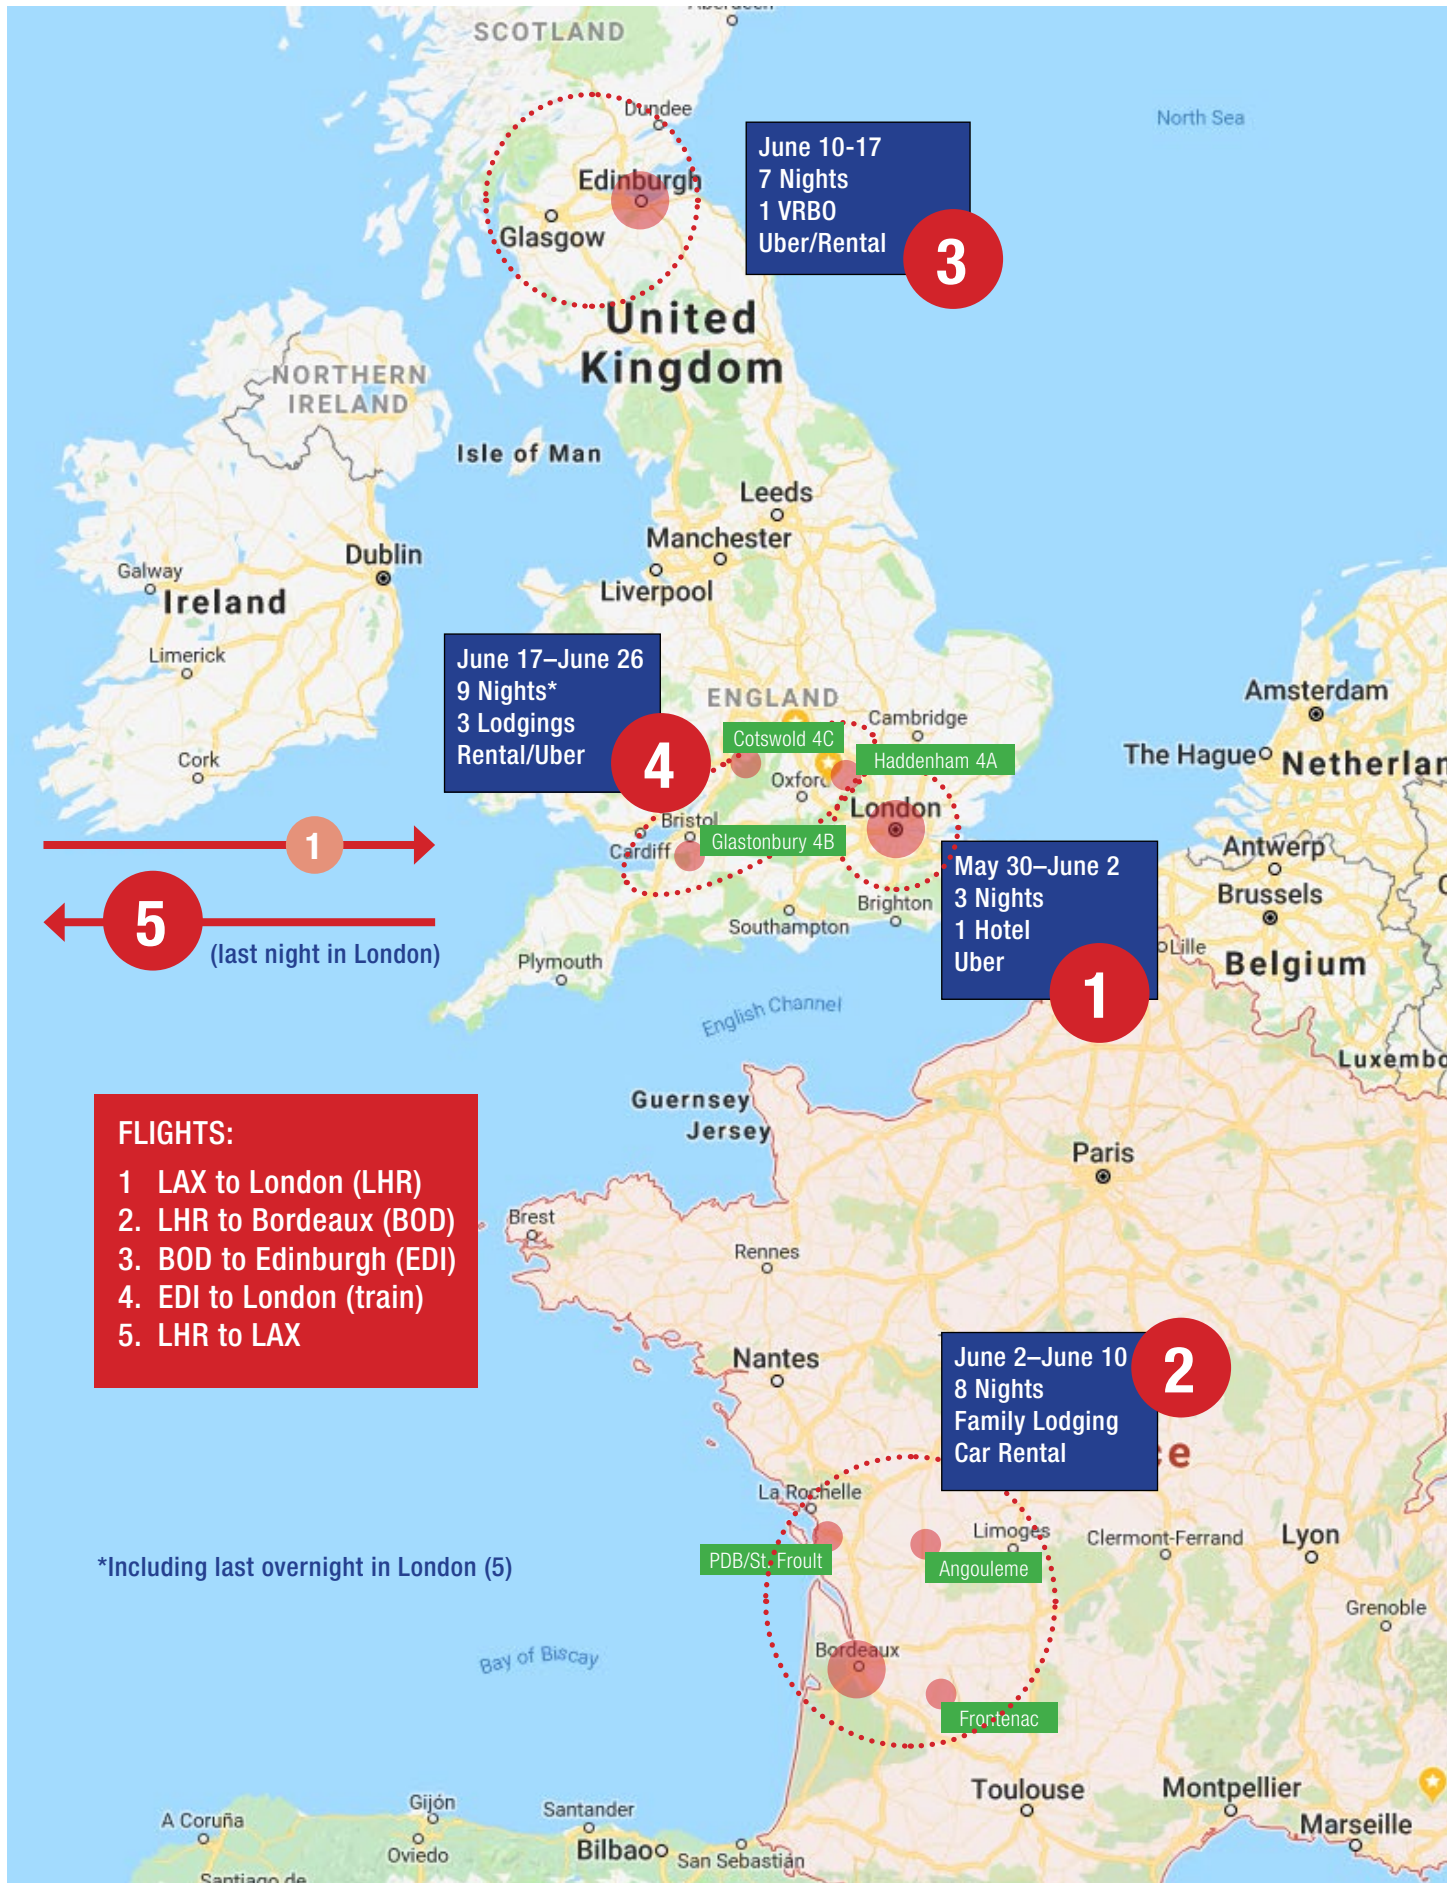 SCOTLAND
Dundee
North Sea
June 10-17
7 Nights
1 VRBO
Uber/Rental
3
Edinburgh
Glasgow
United
Kingdom
NORTHERN
IRELAND
Isle of Man
Leeds
Manchester
Liverpool
Dublin
Galway
Ireland
Limerick
Cork
June 17–June 26
9 Nights*
3 Lodgings
Rental/Uber
4
ENGLAND
Cambridge
Cotswold 4C
Haddenham 4A
Oxford
London
Bristol
Cardiff
Glastonbury 4B
Amsterdam
The Hague
Netherlan
Antwerp
Brussels
Belgium
Lille
Luxembo
1
5
(last night in London)
May 30–June 2
3 Nights
1 Hotel
Uber
1
Brighton
Southampton
Plymouth
English Channel
Guernsey
Jersey
Paris
FLIGHTS:
1 LAX to London (LHR)
2. LHR to Bordeaux (BOD)
3. BOD to Edinburgh (EDI)
4. EDI to London (train)
5. LHR to LAX
Brest
Rennes
Nantes
June 2–June 10
8 Nights
Family Lodging
Car Rental
2
ce
La Rochelle
PDB/St. Froult
Angouleme
Limoges
Clermont-Ferrand
Lyon
Grenoble
*Including last overnight in London (5)
Bay of Biscay
Bordeaux
Frontenac
Toulouse
Montpellier
Marseille
A Coruña
Gijón
Oviedo
Santander
Bilbao
San Sebastián
Santiago de